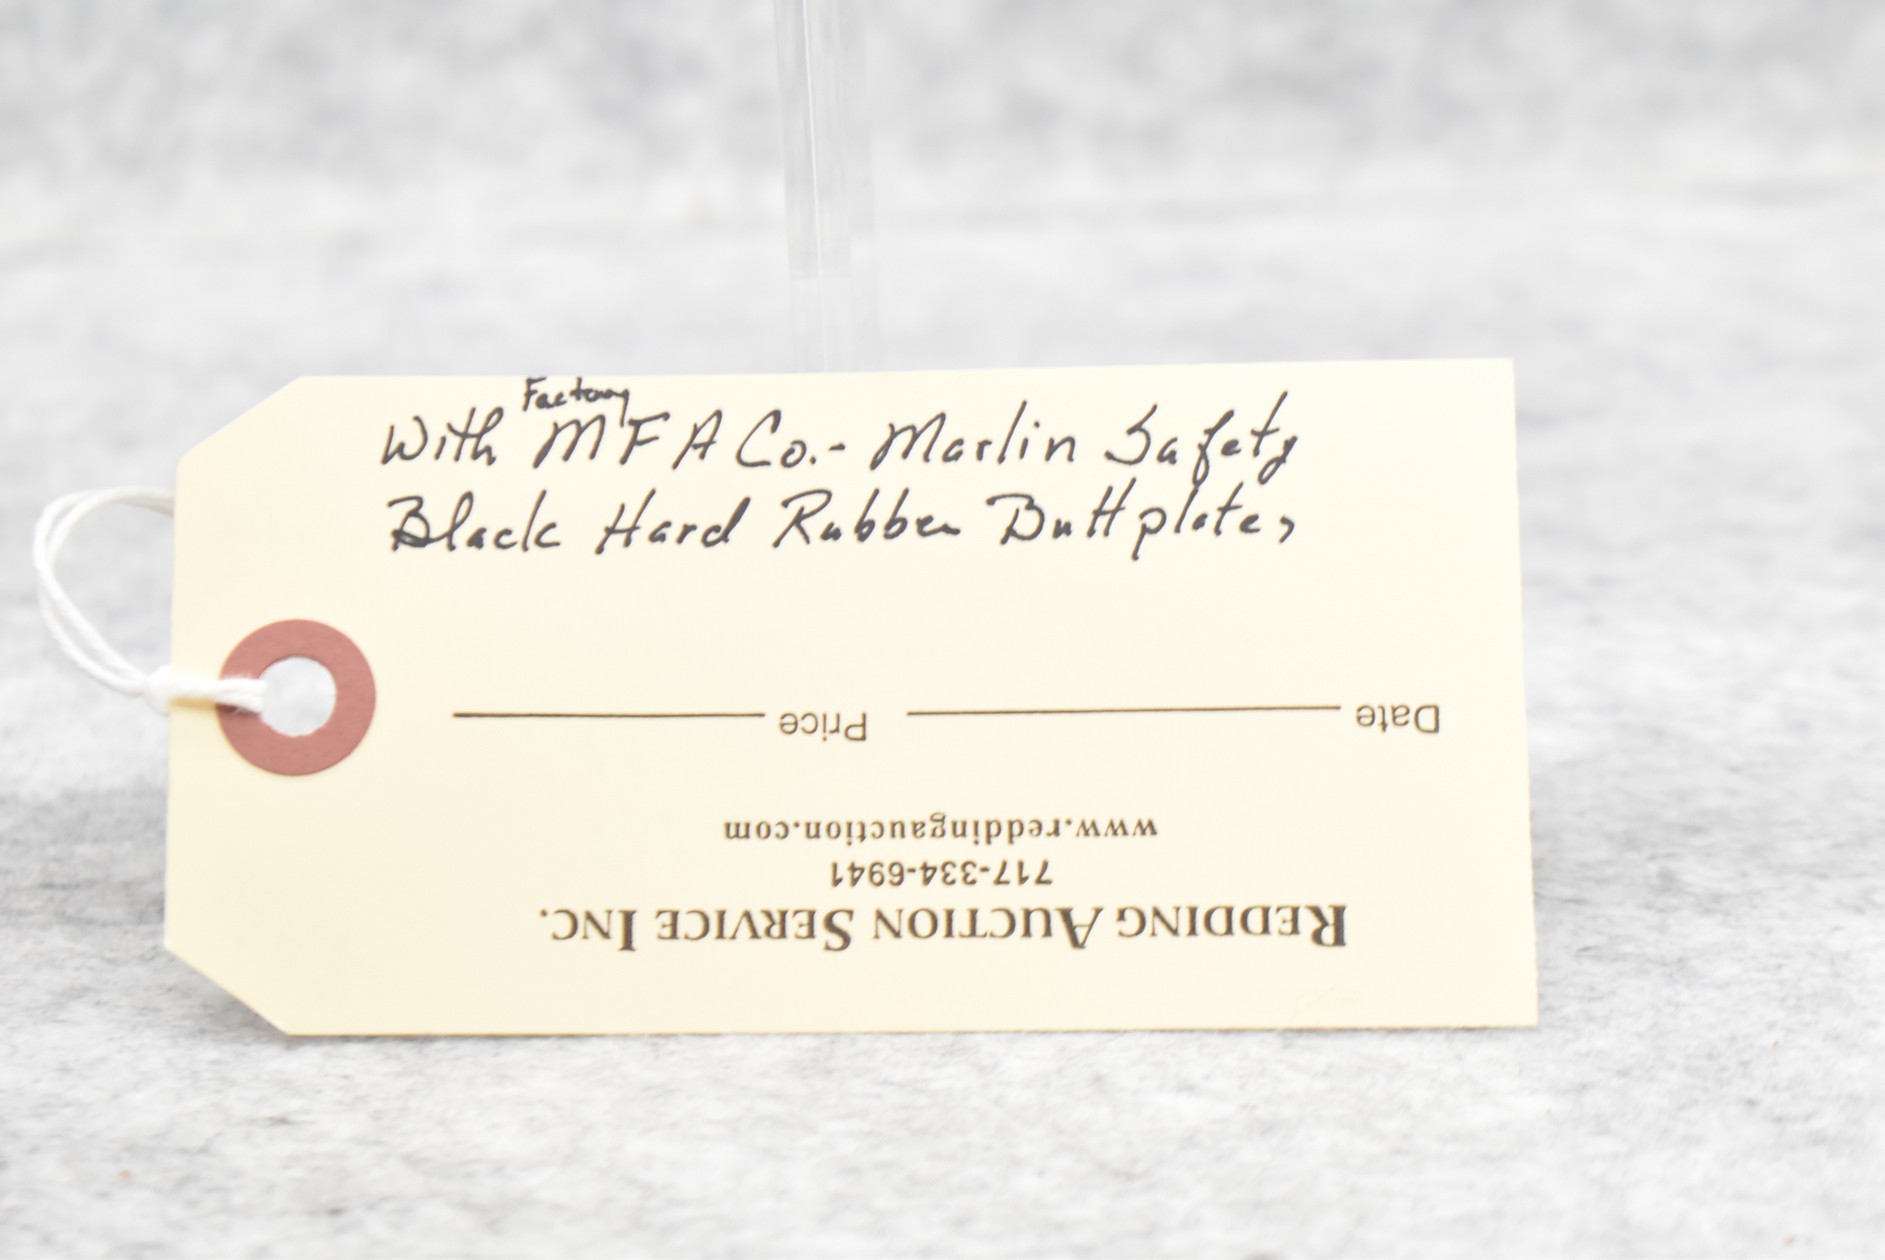 Factory
With MFA Co.- Marlin Safety
Black Hard Rubber Buttplate,
Date Price
www.reddingauction.com
717-334-6941
REDDING AUCTION SERVICE INC.